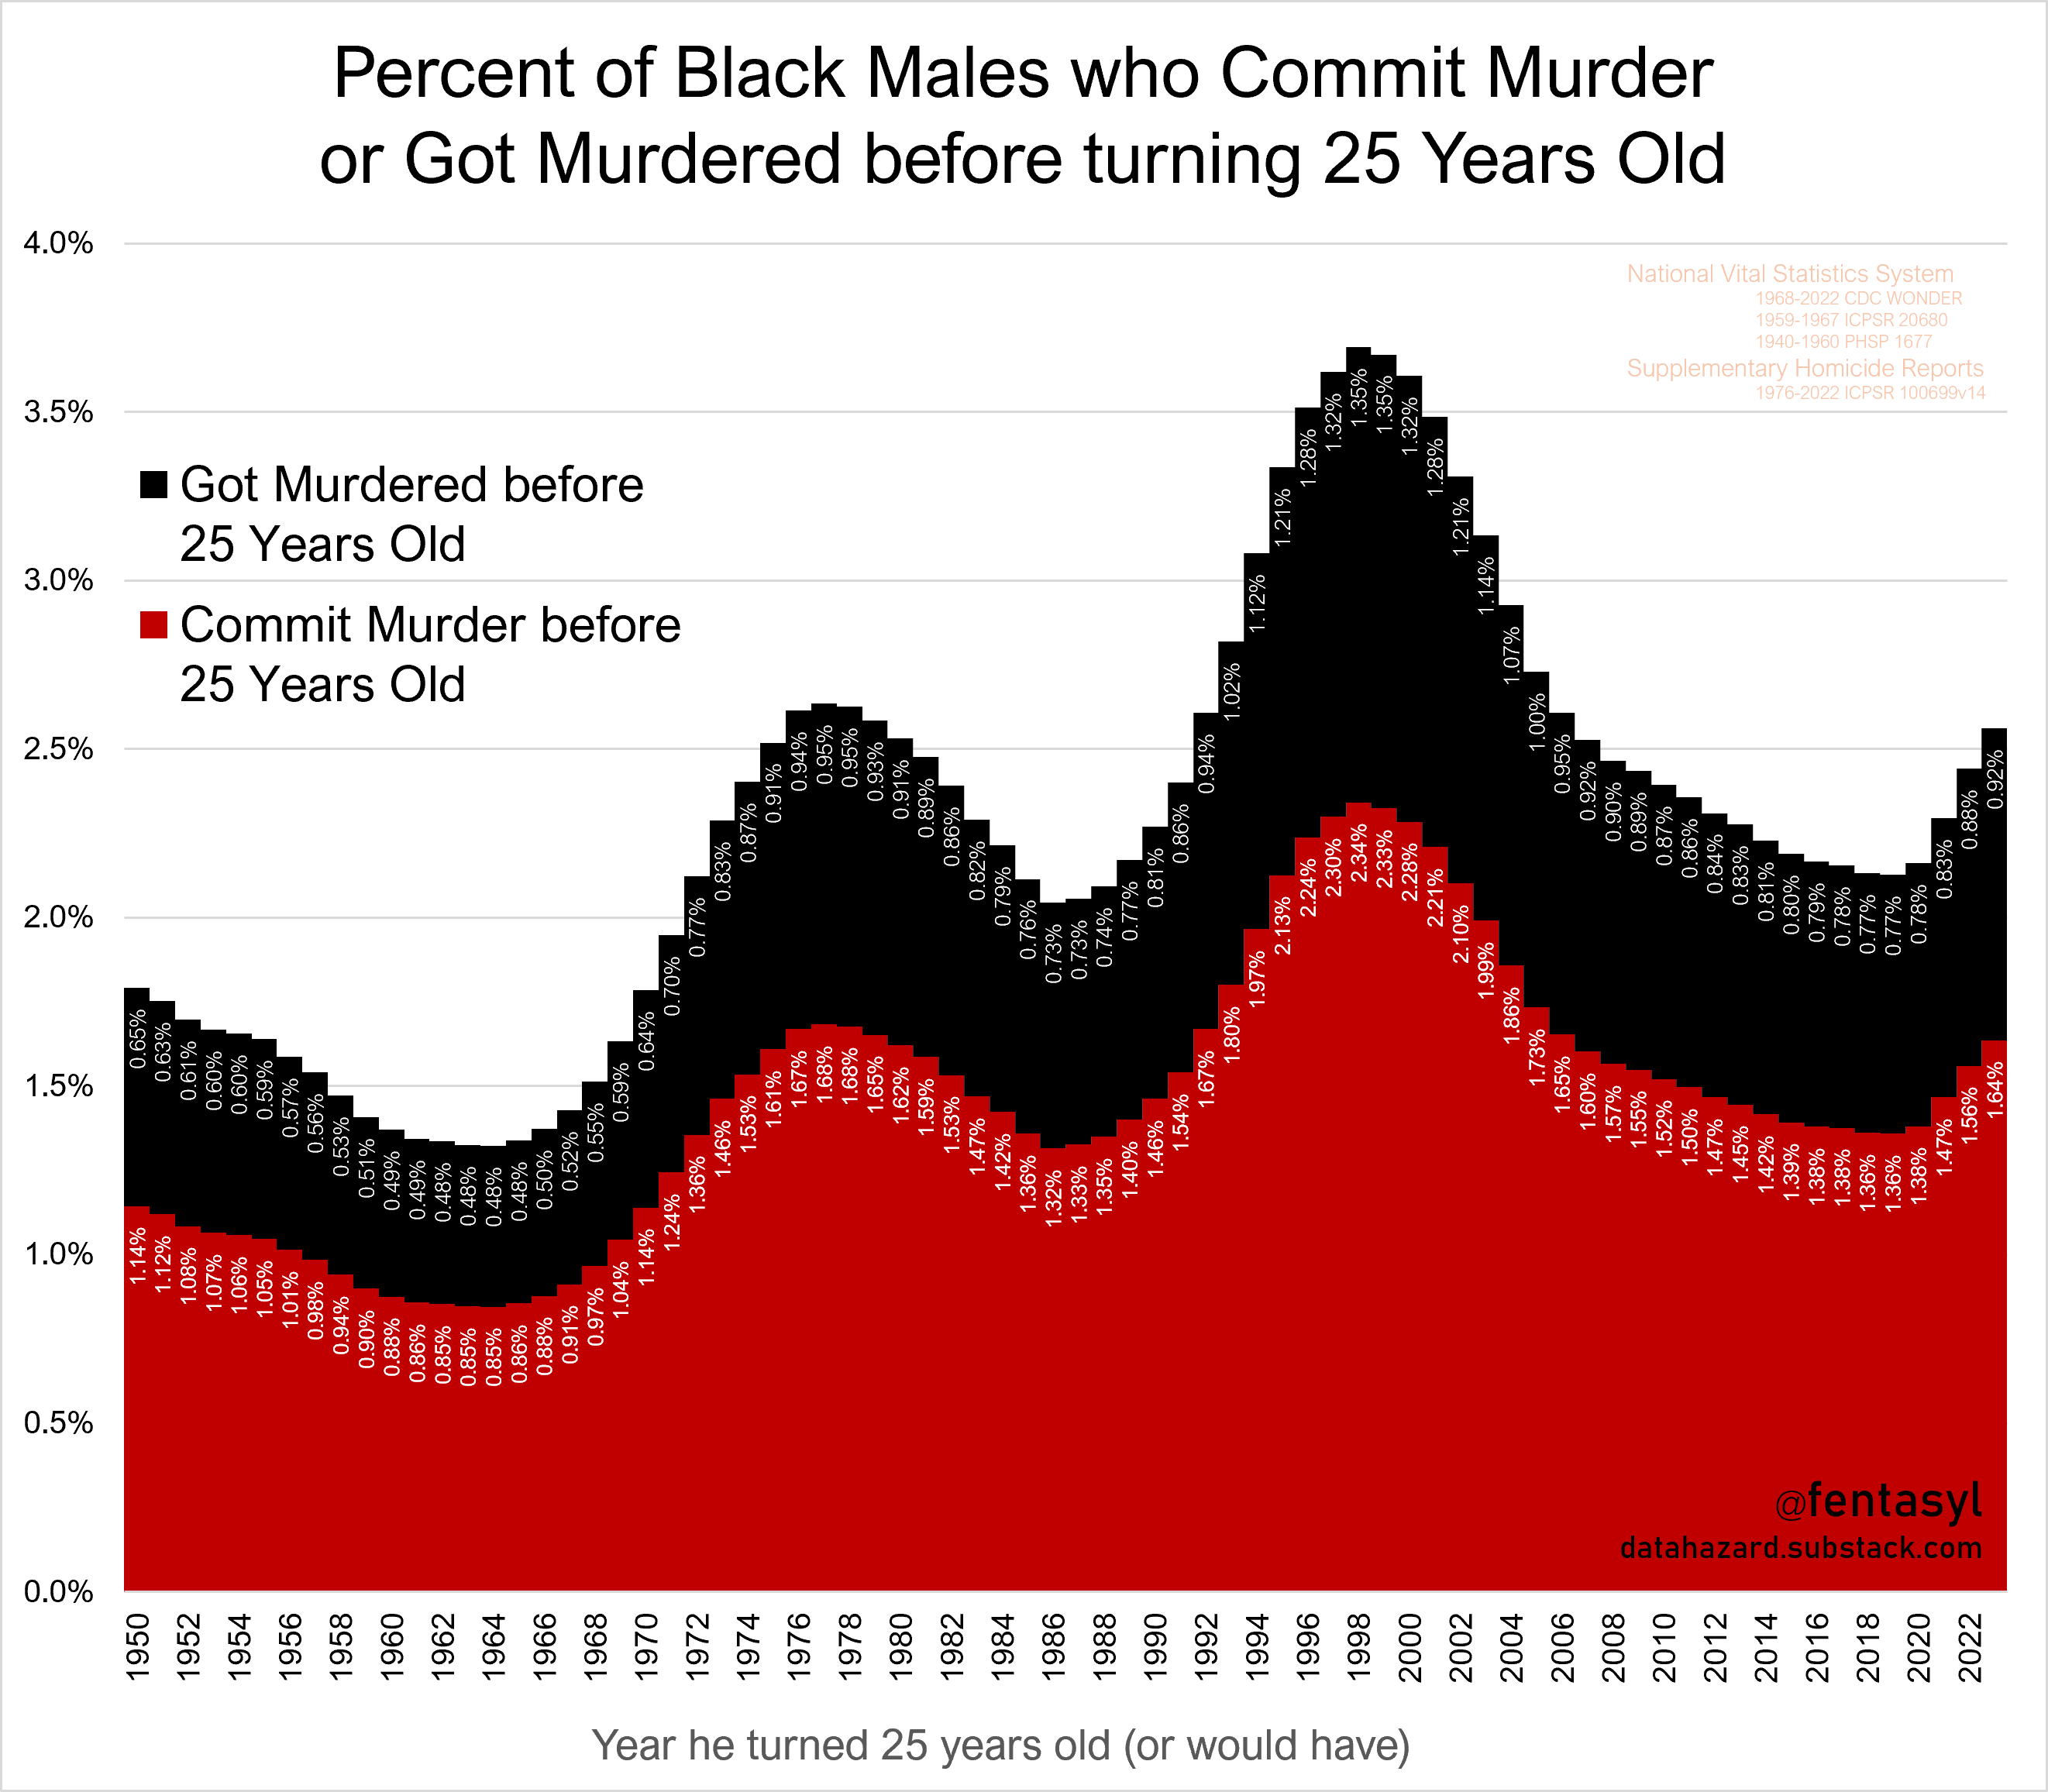 Percent of Black Males who Commit Murder
or Got Murdered before turning 25 Years Old
4.0%
3.5%
3.0%
2.5%
2.0%
1.5%
1.0%
0.5%
0.0%
National Vital Statistics System
1968-2022 CDC WONDER
1959-1967 ICPSR 20680
1940-1960 PHSP 1677
Supplementary Homicide Reports
1976-2022 ICPSR 100699v14
Got Murdered before
25 Years Old
Commit Murder before
25 Years Old
0.65% 0.63% 0.61% 0.60% 0.60% 0.59% 0.57% 0.56% 0.53% 0.51% 0.49% 0.49% 0.48% 0.48% 0.48% 0.48% 0.50% 0.52% 0.55% 0.59% 0.64% 0.70% 0.77% 0.83% 0.87% 0.91% 0.94% 0.95% 0.95% 0.93% 0.91% 0.89% 0.86% 0.82% 0.79% 0.76% 0.73% 0.73% 0.74% 0.77% 0.81% 0.86% 0.94% 1.02% 1.12% 1.21% 1.28% 1.32% 1.35% 1.35% 1.32% 1.28% 1.21% 1.14% 1.07% 1.00% 0.95% 0.92% 0.90% 0.89% 0.87% 0.86% 0.84% 0.83% 0.81% 0.80% 0.79% 0.78% 0.77% 0.77% 0.78% 0.83% 0.88% 0.92%
1.14% 1.12% 1.08% 1.07% 1.06% 1.05% 1.01% 0.98% 0.94% 0.90% 0.88% 0.86% 0.85% 0.85% 0.85% 0.86% 0.88% 0.91% 0.97% 1.04% 1.14% 1.24% 1.36% 1.46% 1.53% 1.61% 1.67% 1.68% 1.68% 1.65% 1.62% 1.59% 1.53% 1.47% 1.42% 1.36% 1.32% 1.33% 1.35% 1.40% 1.46% 1.54% 1.67% 1.80% 1.97% 2.13% 2.24% 2.30% 2.34% 2.33% 2.28% 2.21% 2.10% 1.99% 1.86% 1.73% 1.65% 1.60% 1.57% 1.55% 1.52% 1.50% 1.47% 1.45% 1.42% 1.39% 1.38% 1.38% 1.36% 1.36% 1.38% 1.47% 1.56% 1.64%
@fentasyl
datahazard.substack.com
1950 1952 1954 1956 1958 1960 1962 1964 1966 1968 1970 1972 1974 1976 1978 1980 1982 1984 1986 1988 1990 1992 1994 1996 1998 2000 2002 2004 2006 2008 2010 2012 2014 2016 2018 2020 2022
Year he turned 25 years old (or would have)